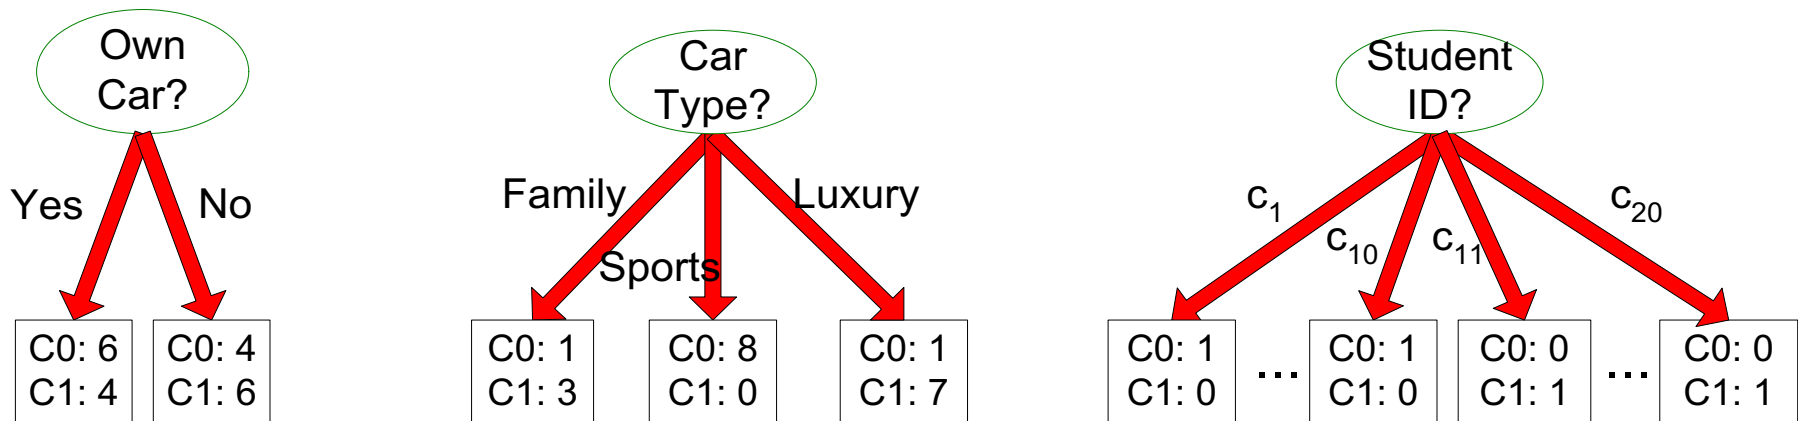 Own
Car?
Yes
No
C0: 6
C1: 4
C0: 4
C1: 6
Car
Type?
Family
Sports
Luxury
C0: 1
C1: 3
C0: 8
C1: 0
C0: 1
C1: 7
Student
ID?
c1
c10
c11
c20
C0: 1
C1: 0
...
C0: 1
C1: 0
C0: 0
C1: 1
...
C0: 0
C1: 1